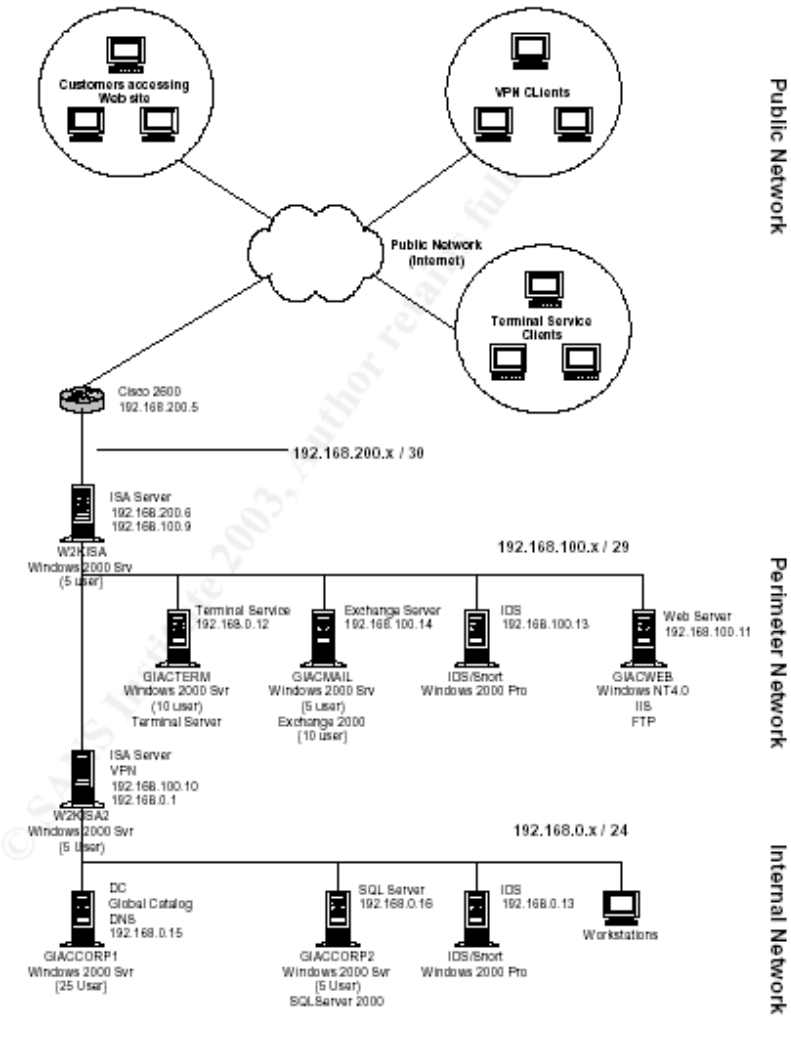 Customers accessing
Web site
VPN CLients
Public Network
Public Network
(Internet)
Terminal Service
Clients
Cisco 2600
192.168.200.5
192.168.200.x / 30
ISA Server
192.168.200.6
192.168.100.9
W2KISA
Windows 2000 Srv
(5 user)
192.168.100.x / 29
Perimeter Network
Terminal Service
192.168.0.12
GIACTERM
Windows 2000 Svr
(10 user)
Terminal Server
Exchange Server
192.168.100.14
GIACMAIL
Windows 2000 Srv
(5 user)
Exchange 2000
(10 user)
IDS
192.168.100.13
IDS/Snort
Windows 2000 Pro
Web Server
192.168.100.11
GIACWEB
Windows NT4.0
IIS
FTP
ISA Server
VPN
192.168.100.10
192.168.0.1
W2KISA2
Windows 2000 Svr
(5 User)
192.168.0.x / 24
Internal Network
DC
Global Catalog
DNS
192.168.0.15
GIACCORP1
Windows 2000 Svr
(25 User)
SQL Server
192.168.0.16
GIACCORP2
Windows 2000 Svr
(5 User)
SQLServer 2000
IDS
192.168.0.13
IDS/Snort
Windows 2000 Pro
Workstations
© SANS Institute 2003, Author retains full